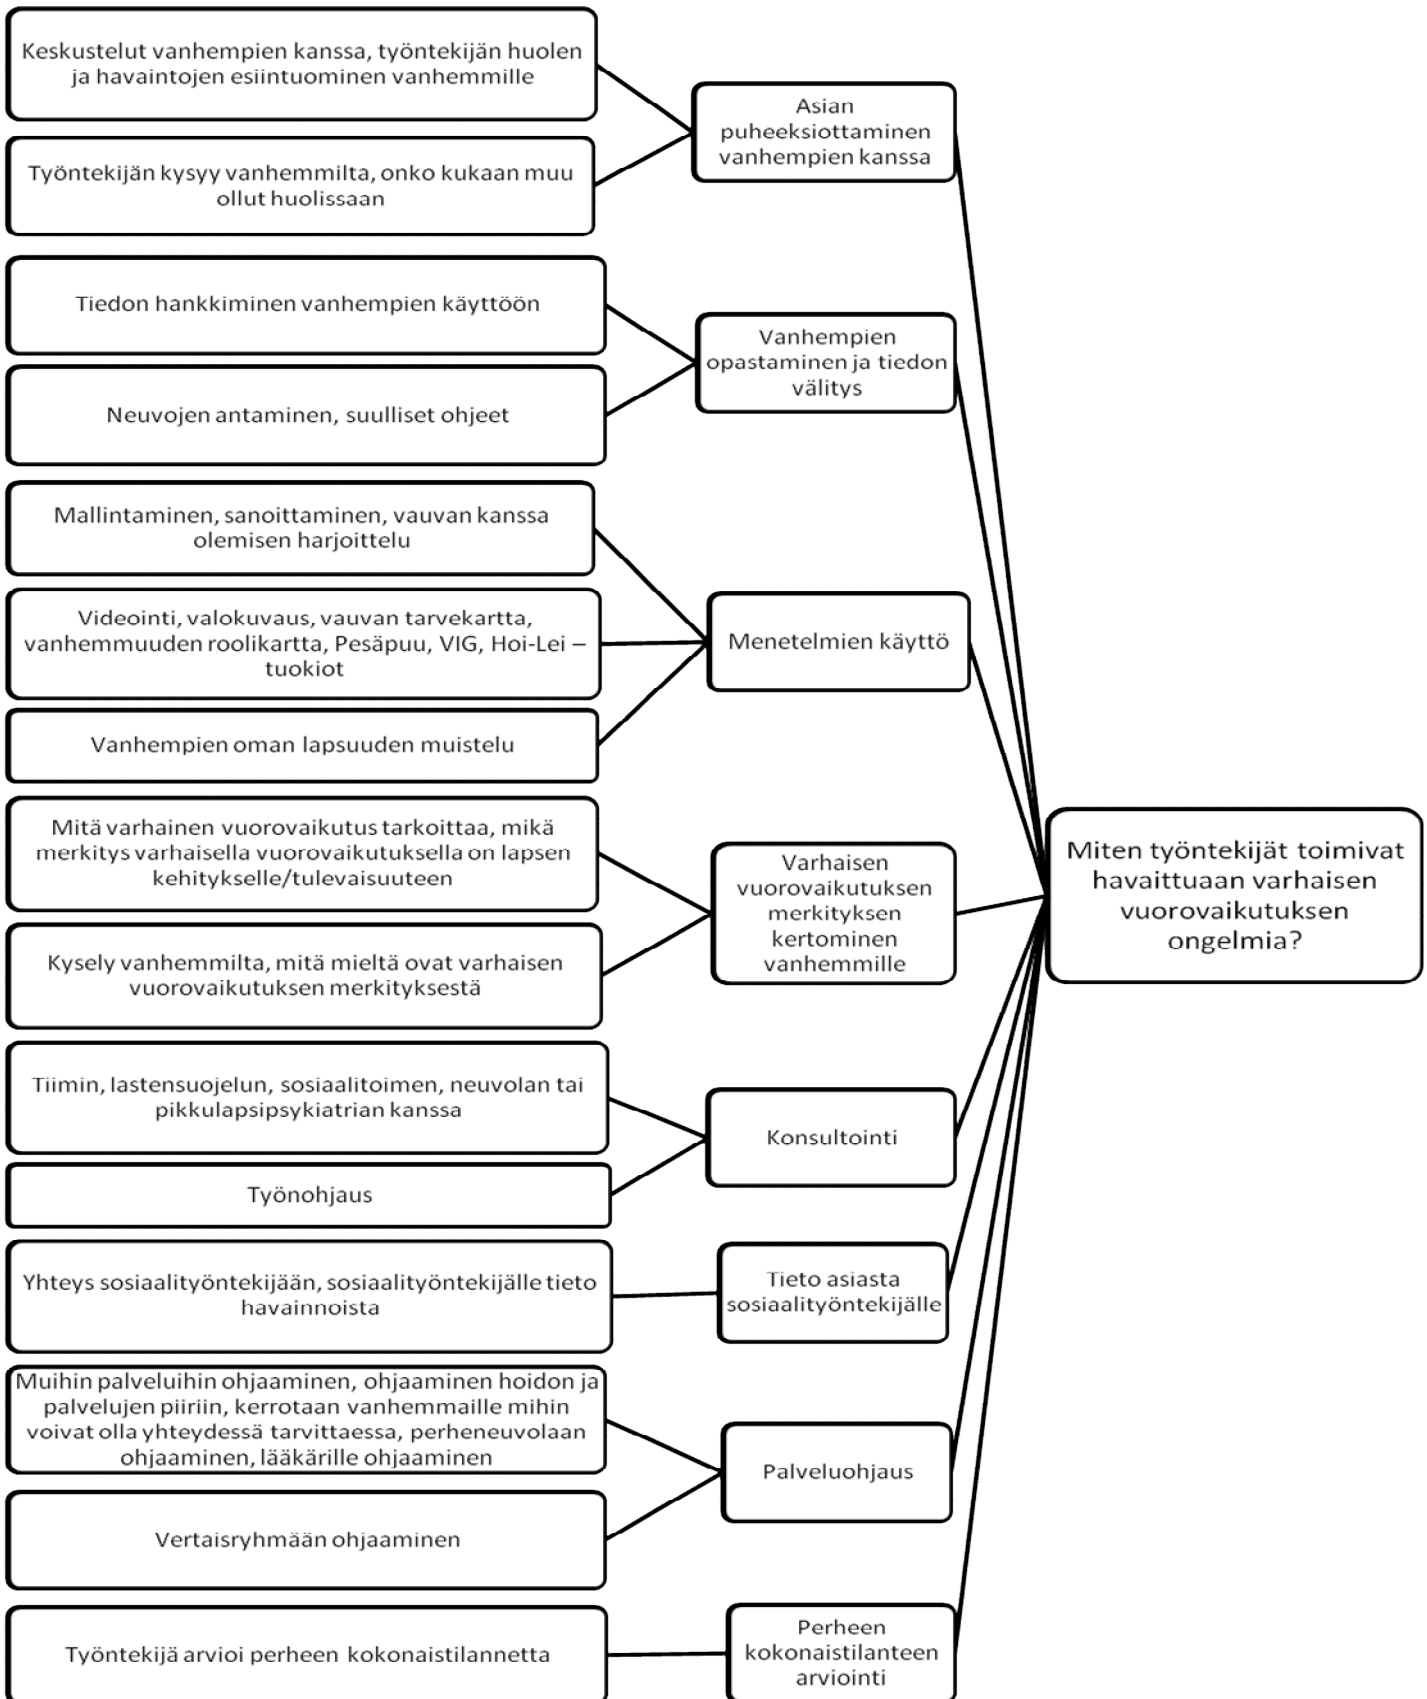 Keskustelut vanhempien kanssa, työntekijän huolen
ja havaintojen esiintuominen vanhemmille
Työntekijän kysyy vanhemmilta, onko kukaan muu
ollut huolissaan
Asian
puheeksiottaminen
vanhempien kanssa
Tiedon hankkiminen vanhempien käyttöön
Neuvojen antaminen, suulliset ohjeet
Vanhempien
opastaminen ja tiedon
välitys
Mallintaminen, sanoittaminen, vauvan kanssa
olemisen harjoittelu
Videointi, valokuvaus, vauvan tarvekartta,
vanhemmuuden roolikartta, Pesäpuu, VIG, Hoi-Lei –
tuokiot
Vanhempien oman lapsuuden muistelu
Menetelmien käyttö
Mitä varhainen vuorovaikutus tarkoittaa, mikä
merkitys varhaisella vuorovaikutuksella on lapsen
kehitykselle/tulevaisuuteen
Kysely vanhemmilta, mitä mieltä ovat varhaisen
vuorovaikutuksen merkityksestä
Varhaisen
vuorovaikutuksen
merkityksen
kertominen
vanhemmille
Tiimin, lastensuojelun, sosiaalitoimen, neuvolan tai
pikkulapsipsykiatrian kanssa
Työnohjaus
Konsultointi
Yhteys sosiaalityöntekijään, sosiaalityöntekijälle tieto
havainnoista
Tieto asiasta
sosiaalityöntekijälle
Muihin palveluihin ohjaaminen, ohjaaminen hoidon ja
palvelujen piiriin, kerrotaan vanhemmaille mihin
voivat olla yhteydessä tarvittaessa, perheneuvolaan
ohjaaminen, lääkärille ohjaaminen
Vertaisryhmään ohjaaminen
Palveluohjaus
Työntekijä arvioi perheen kokonaistilannetta
Perheen
kokonaistilanteen
arviointi
Miten työntekijät toimivat
havaittuaan varhaisen
vuorovaikutuksen
ongelmia?